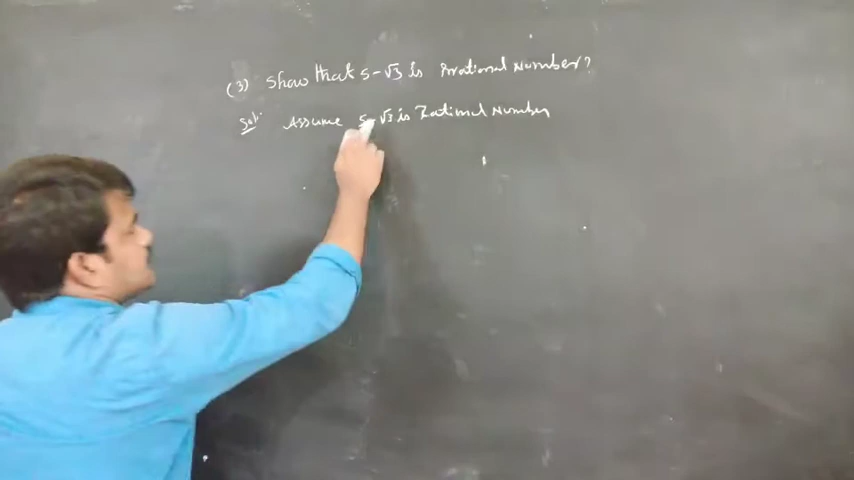 (3) Show that 5-√3 is Irrational Number?
Sol: Assume 5-√3 is Rational Number